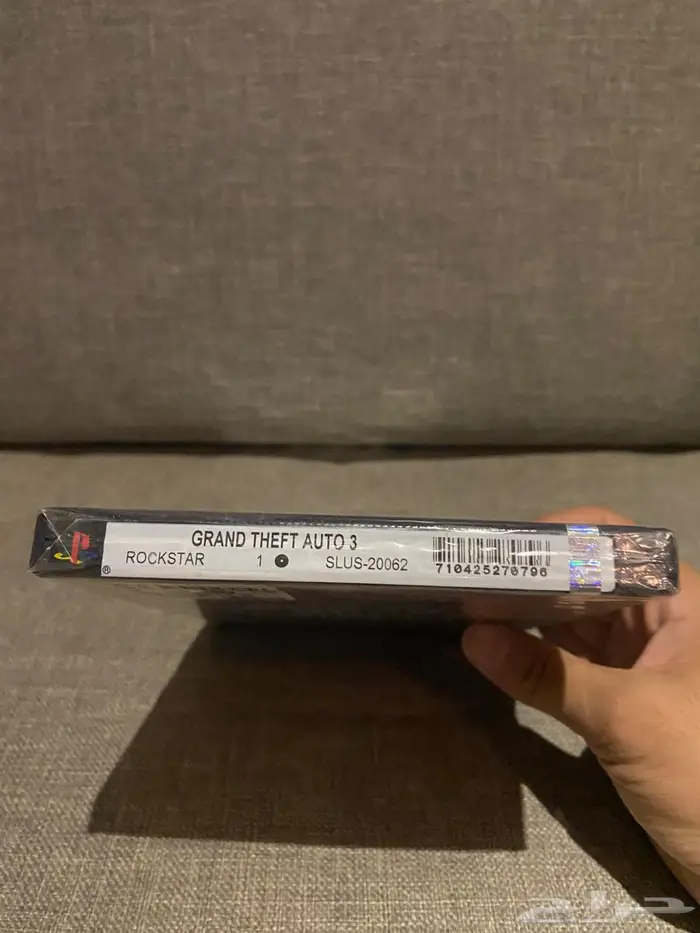 GRAND THEFT AUTO 3
ROCKSTAR 1 SLUS-20062
710425270796
®